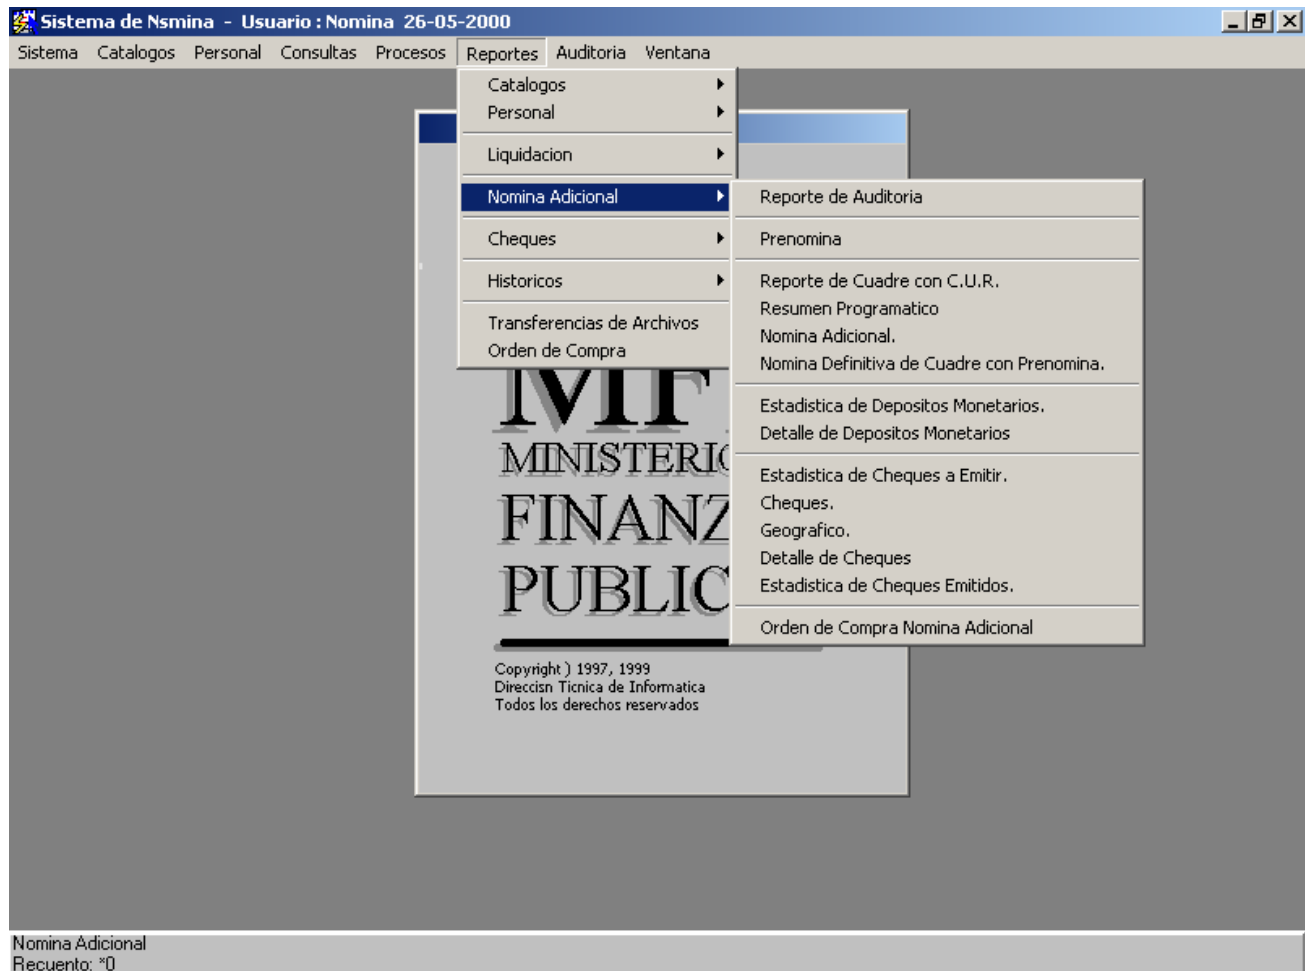 Sistema de Nsmina - Usuario : Nomina 26-05-2000
Sistema Catalogos Personal Consultas Procesos Reportes Auditoria Ventana
Catalogos
Personal
Liquidacion
Nomina Adicional
Cheques
Historicos
Transferencias de Archivos
Orden de Compra
Reporte de Auditoria
Prenomina
Reporte de Cuadre con C.U.R.
Resumen Programatico
Nomina Adicional.
Nomina Definitiva de Cuadre con Prenomina.
Estadistica de Depositos Monetarios.
Detalle de Depositos Monetarios
Estadistica de Cheques a Emitir.
Cheques.
Geografico.
Detalle de Cheques
Estadistica de Cheques Emitidos.
Orden de Compra Nomina Adicional
MF
MINISTERIO
FINANZ
PUBLIC
Copyright ) 1997, 1999
Direccisn Ticnica de Informatica
Todos los derechos reservados
Nomina Adicional
Recuento: *0